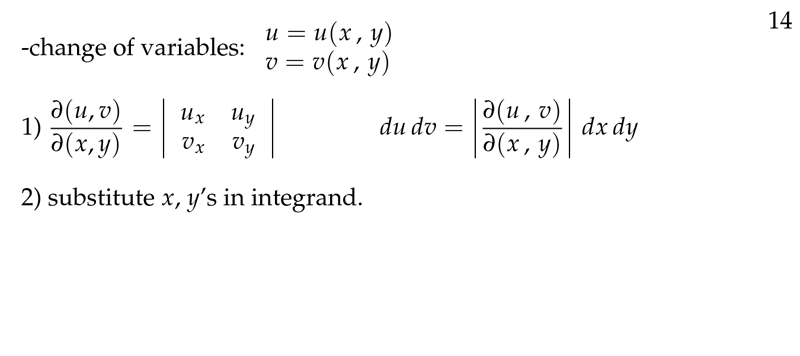 14
-change of variables: u = u(x , y)
v = v(x , y)
1) ∂(u,v)/∂(x,y) = | u_x u_y |
| v_x v_y |
du dv = |∂(u , v)/∂(x , y)| dx dy
2) substitute x, y's in integrand.